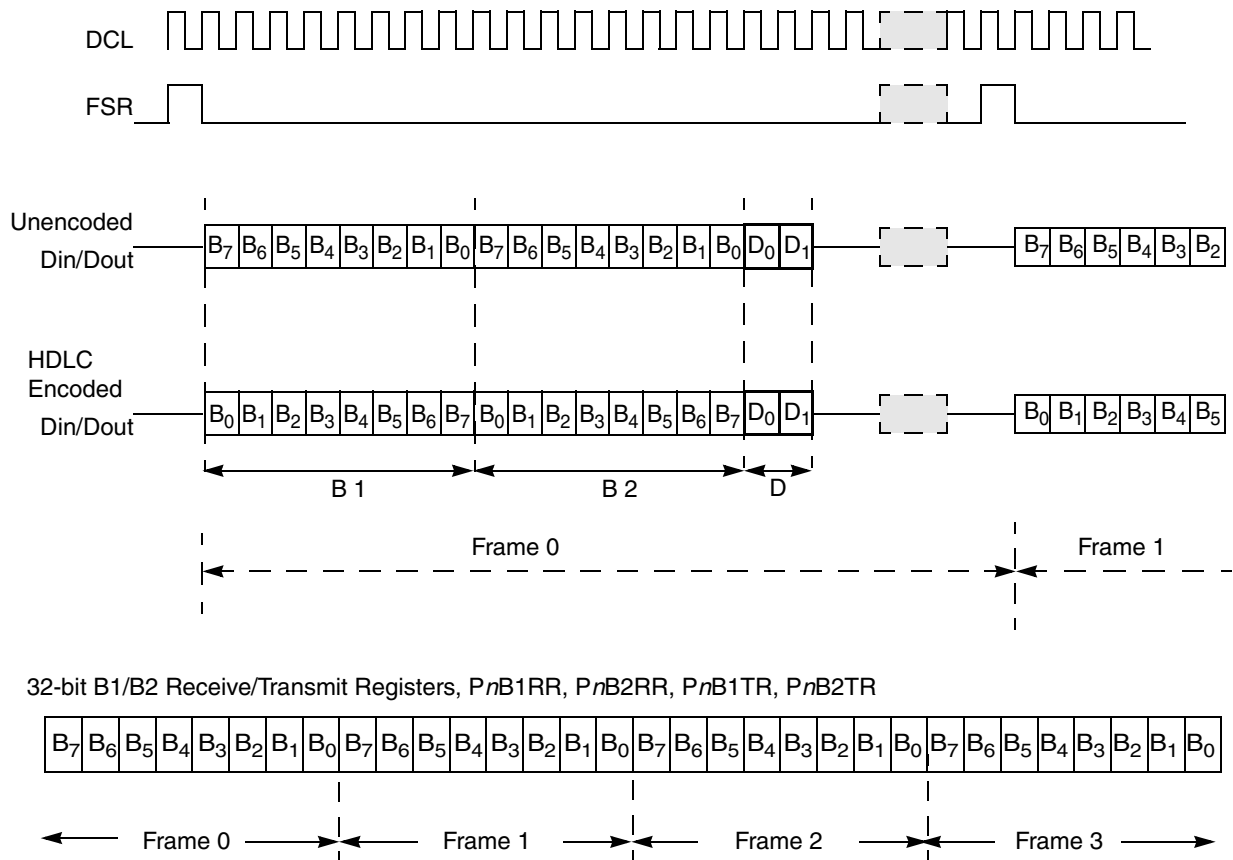 DCL
FSR
Unencoded
Din/Dout
B7 B6 B5 B4 B3 B2 B1 B0 B7 B6 B5 B4 B3 B2 B1 B0 D0 D1 B7 B6 B5 B4 B3 B2
HDLC
Encoded
Din/Dout
B0 B1 B2 B3 B4 B5 B6 B7 B0 B1 B2 B3 B4 B5 B6 B7 D0 D1 B0 B1 B2 B3 B4 B5
B 1 B 2 D
Frame 0 Frame 1
32-bit B1/B2 Receive/Transmit Registers, PnB1RR, PnB2RR, PnB1TR, PnB2TR
B7 B6 B5 B4 B3 B2 B1 B0 B7 B6 B5 B4 B3 B2 B1 B0 B7 B6 B5 B4 B3 B2 B1 B0 B7 B6 B5 B4 B3 B2 B1 B0
Frame 0 Frame 1 Frame 2 Frame 3